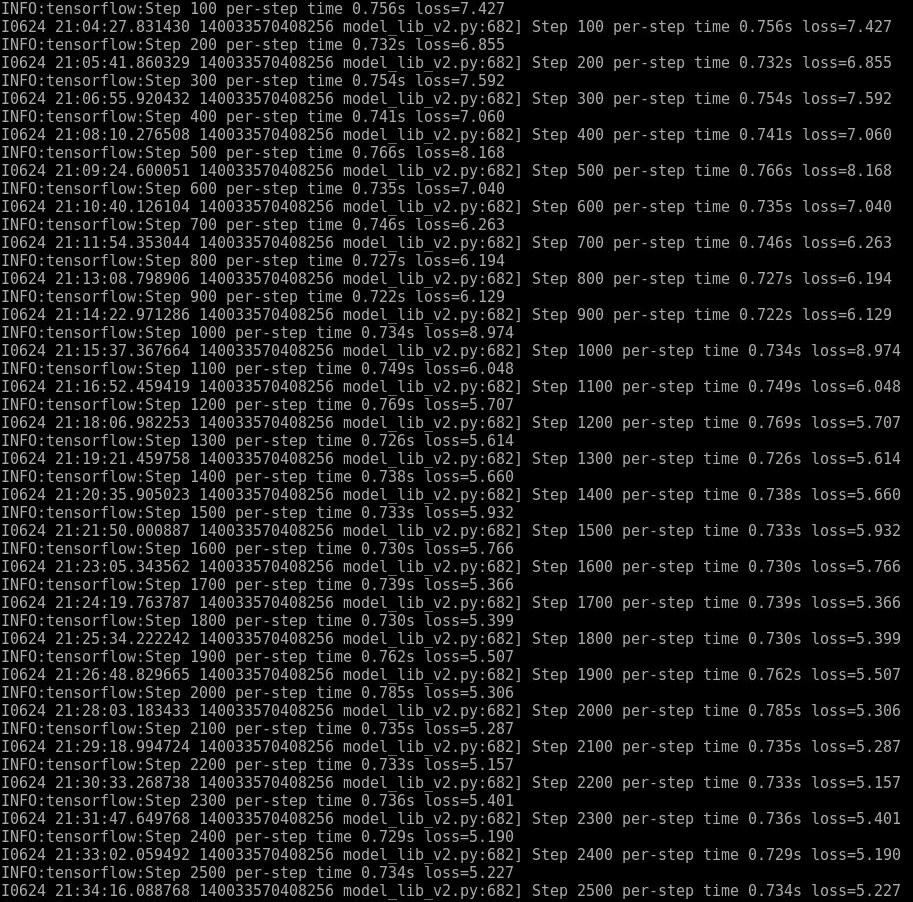 INFO:tensorflow:Step 100 per-step time 0.756s loss=7.427
I0624 21:04:27.831430 140033570408256 model_lib_v2.py:682] Step 100 per-step time 0.756s loss=7.427
INFO:tensorflow:Step 200 per-step time 0.732s loss=6.855
I0624 21:05:41.860329 140033570408256 model_lib_v2.py:682] Step 200 per-step time 0.732s loss=6.855
INFO:tensorflow:Step 300 per-step time 0.754s loss=7.592
I0624 21:06:55.920432 140033570408256 model_lib_v2.py:682] Step 300 per-step time 0.754s loss=7.592
INFO:tensorflow:Step 400 per-step time 0.741s loss=7.060
I0624 21:08:10.276508 140033570408256 model_lib_v2.py:682] Step 400 per-step time 0.741s loss=7.060
INFO:tensorflow:Step 500 per-step time 0.766s loss=8.168
I0624 21:09:24.600051 140033570408256 model_lib_v2.py:682] Step 500 per-step time 0.766s loss=8.168
INFO:tensorflow:Step 600 per-step time 0.735s loss=7.040
I0624 21:10:40.126104 140033570408256 model_lib_v2.py:682] Step 600 per-step time 0.735s loss=7.040
INFO:tensorflow:Step 700 per-step time 0.746s loss=6.263
I0624 21:11:54.353044 140033570408256 model_lib_v2.py:682] Step 700 per-step time 0.746s loss=6.263
INFO:tensorflow:Step 800 per-step time 0.727s loss=6.194
I0624 21:13:08.798906 140033570408256 model_lib_v2.py:682] Step 800 per-step time 0.727s loss=6.194
INFO:tensorflow:Step 900 per-step time 0.722s loss=6.129
I0624 21:14:22.971286 140033570408256 model_lib_v2.py:682] Step 900 per-step time 0.722s loss=6.129
INFO:tensorflow:Step 1000 per-step time 0.734s loss=8.974
I0624 21:15:37.367664 140033570408256 model_lib_v2.py:682] Step 1000 per-step time 0.734s loss=8.974
INFO:tensorflow:Step 1100 per-step time 0.749s loss=6.048
I0624 21:16:52.459419 140033570408256 model_lib_v2.py:682] Step 1100 per-step time 0.749s loss=6.048
INFO:tensorflow:Step 1200 per-step time 0.769s loss=5.707
I0624 21:18:06.982253 140033570408256 model_lib_v2.py:682] Step 1200 per-step time 0.769s loss=5.707
INFO:tensorflow:Step 1300 per-step time 0.726s loss=5.614
I0624 21:19:21.459758 140033570408256 model_lib_v2.py:682] Step 1300 per-step time 0.726s loss=5.614
INFO:tensorflow:Step 1400 per-step time 0.738s loss=5.660
I0624 21:20:35.905023 140033570408256 model_lib_v2.py:682] Step 1400 per-step time 0.738s loss=5.660
INFO:tensorflow:Step 1500 per-step time 0.733s loss=5.932
I0624 21:21:50.000887 140033570408256 model_lib_v2.py:682] Step 1500 per-step time 0.733s loss=5.932
INFO:tensorflow:Step 1600 per-step time 0.730s loss=5.766
I0624 21:23:05.343562 140033570408256 model_lib_v2.py:682] Step 1600 per-step time 0.730s loss=5.766
INFO:tensorflow:Step 1700 per-step time 0.739s loss=5.366
I0624 21:24:19.763787 140033570408256 model_lib_v2.py:682] Step 1700 per-step time 0.739s loss=5.366
INFO:tensorflow:Step 1800 per-step time 0.730s loss=5.399
I0624 21:25:34.222242 140033570408256 model_lib_v2.py:682] Step 1800 per-step time 0.730s loss=5.399
INFO:tensorflow:Step 1900 per-step time 0.762s loss=5.507
I0624 21:26:48.829665 140033570408256 model_lib_v2.py:682] Step 1900 per-step time 0.762s loss=5.507
INFO:tensorflow:Step 2000 per-step time 0.785s loss=5.306
I0624 21:28:03.183433 140033570408256 model_lib_v2.py:682] Step 2000 per-step time 0.785s loss=5.306
INFO:tensorflow:Step 2100 per-step time 0.735s loss=5.287
I0624 21:29:18.994724 140033570408256 model_lib_v2.py:682] Step 2100 per-step time 0.735s loss=5.287
INFO:tensorflow:Step 2200 per-step time 0.733s loss=5.157
I0624 21:30:33.268738 140033570408256 model_lib_v2.py:682] Step 2200 per-step time 0.733s loss=5.157
INFO:tensorflow:Step 2300 per-step time 0.736s loss=5.401
I0624 21:31:47.649768 140033570408256 model_lib_v2.py:682] Step 2300 per-step time 0.736s loss=5.401
INFO:tensorflow:Step 2400 per-step time 0.729s loss=5.190
I0624 21:33:02.059492 140033570408256 model_lib_v2.py:682] Step 2400 per-step time 0.729s loss=5.190
INFO:tensorflow:Step 2500 per-step time 0.734s loss=5.227
I0624 21:34:16.088768 140033570408256 model_lib_v2.py:682] Step 2500 per-step time 0.734s loss=5.227